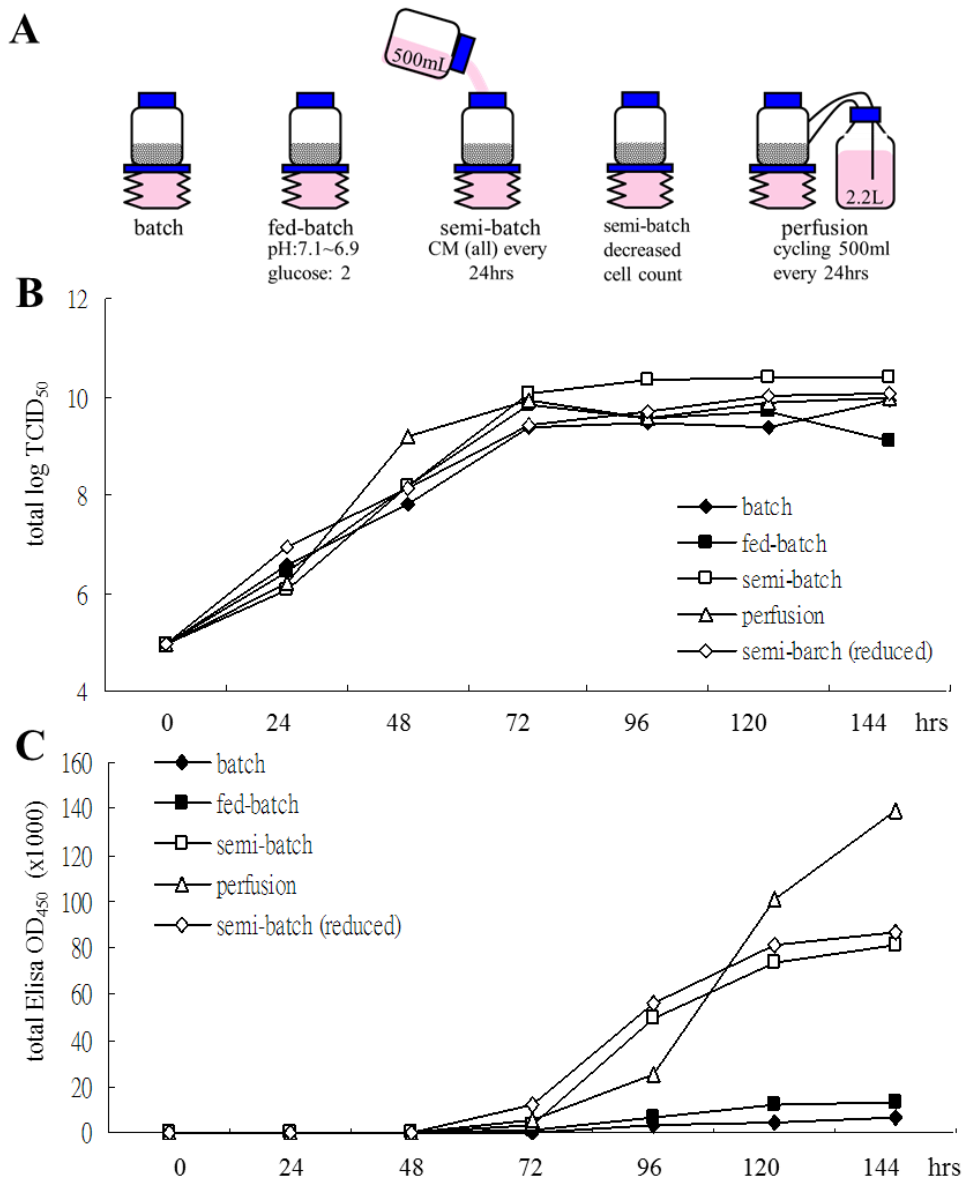 A
500mL
2.2L
batch
fed-batch
pH:7.1~6.9
glucose: 2
semi-batch
CM (all) every
24hrs
semi-batch
decreased
cell count
perfusion
cycling 500ml
every 24hrs
B
total log TCID50
12
10
8
6
4
batch
fed-batch
semi-batch
perfusion
semi-barch (reduced)
0 24 48 72 96 120 144 hrs
C
total Elisa OD450 (x1000)
160
140
120
100
80
60
40
20
0
batch
fed-batch
semi-batch
perfusion
semi-batch (reduced)
0 24 48 72 96 120 144 hrs